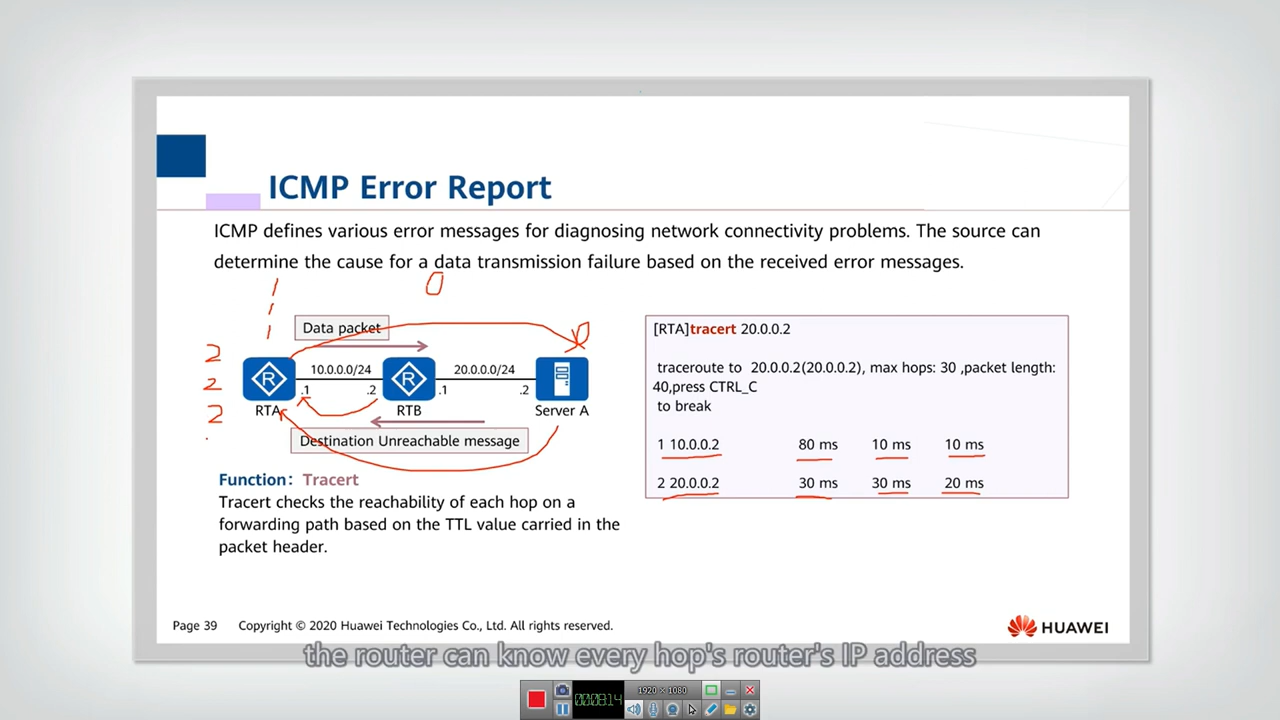 ICMP Error Report
ICMP defines various error messages for diagnosing network connectivity problems. The source can
determine the cause for a data transmission failure based on the received error messages.
0
Data packet
2
2
2
10.0.0.0/24
20.0.0.0/24
R
R
.1
.2
.1
.2
RTA
RTB
Server A
Destination Unreachable message
Function: Tracert
Tracert checks the reachability of each hop on a
forwarding path based on the TTL value carried in the
packet header.
[RTA]tracert 20.0.0.2
traceroute to 20.0.0.2(20.0.0.2), max hops: 30 ,packet length:
40,press CTRL_C
to break
1 10.0.0.2 80 ms 10 ms 10 ms
2 20.0.0.2 30 ms 30 ms 20 ms
Page 39 Copyright © 2020 Huawei Technologies Co., Ltd. All rights reserved.
HUAWEI
the router can know every hop's router's IP address
1920 × 1080
00:08:14